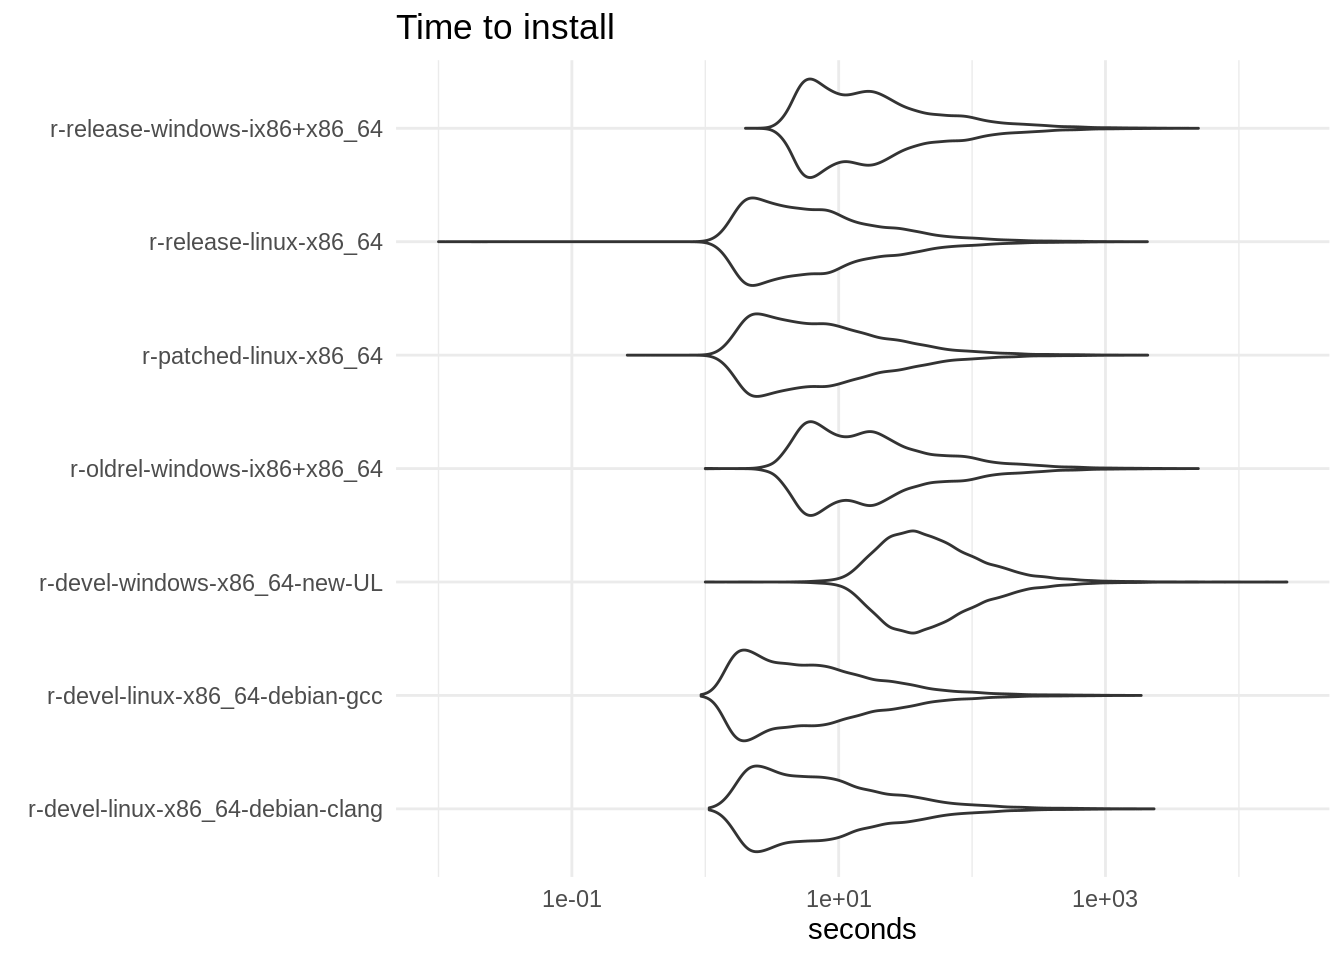 Time to install
r-release-windows-ix86+x86_64
r-release-linux-x86_64
r-patched-linux-x86_64
r-oldrel-windows-ix86+x86_64
r-devel-windows-x86_64-new-UL
r-devel-linux-x86_64-debian-gcc
r-devel-linux-x86_64-debian-clang
1e-01 1e+01 1e+03
seconds